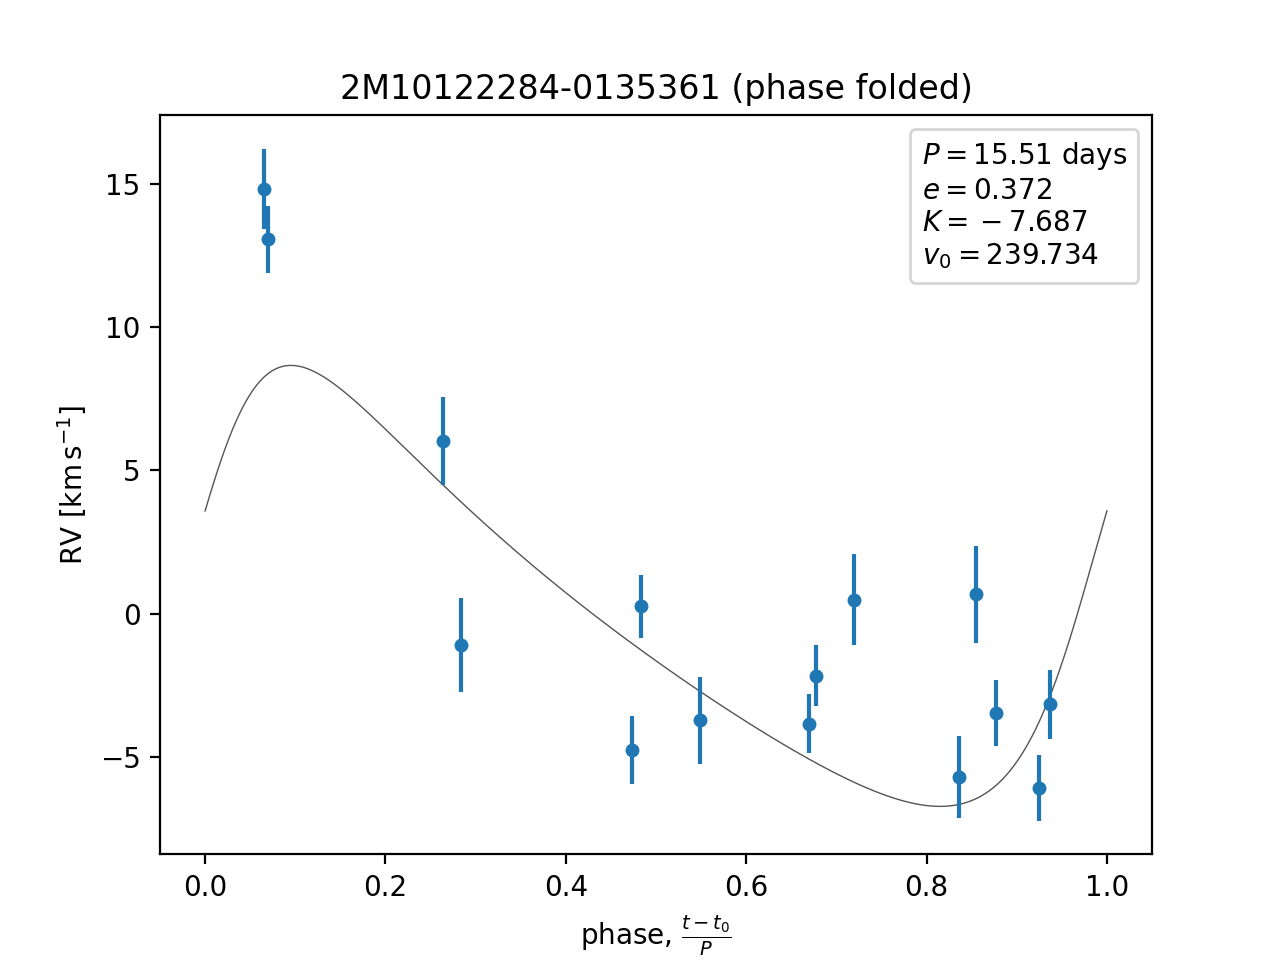 2M10122284-0135361 (phase folded)
P = 15.51 days
e = 0.372
K = −7.687
v₀ = 239.734
RV [km s⁻¹]
15
10
5
0
−5
0.0 0.2 0.4 0.6 0.8 1.0
phase, (t − t₀)/P